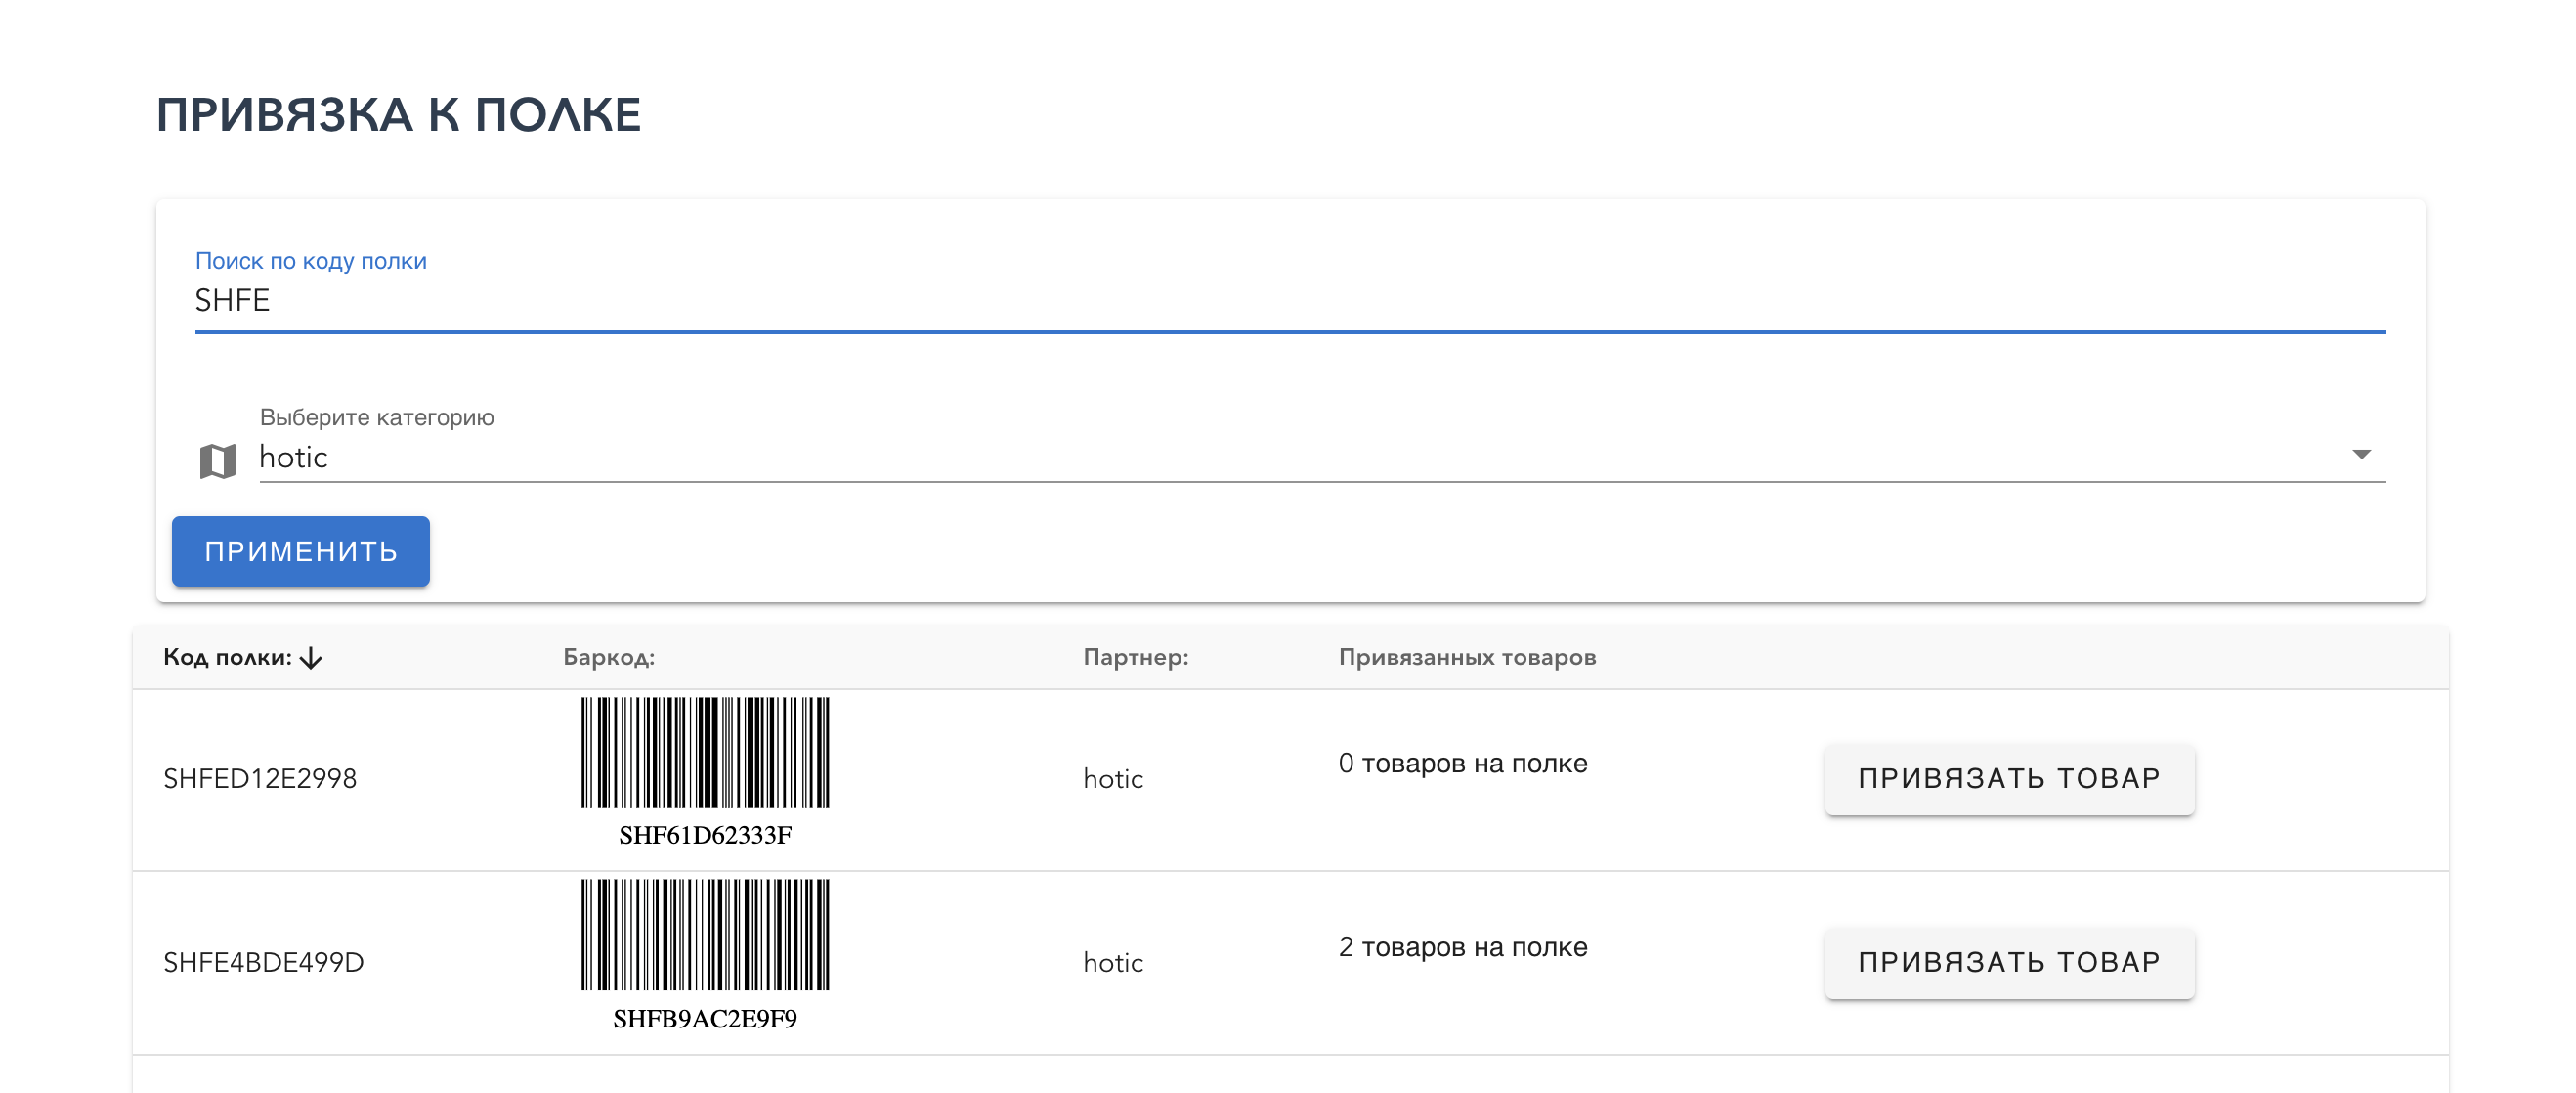 ПРИВЯЗКА К ПОЛКЕ
Поиск по коду полки
SHFE
Выберите категорию
hotic
ПРИМЕНИТЬ
Код полки: Баркод: Партнер: Привязанных товаров
SHFED12E2998 hotic 0 товаров на полке ПРИВЯЗАТЬ ТОВАР
SHF61D62333F
SHFE4BDE499D hotic 2 товаров на полке ПРИВЯЗАТЬ ТОВАР
SHFB9AC2E9F9